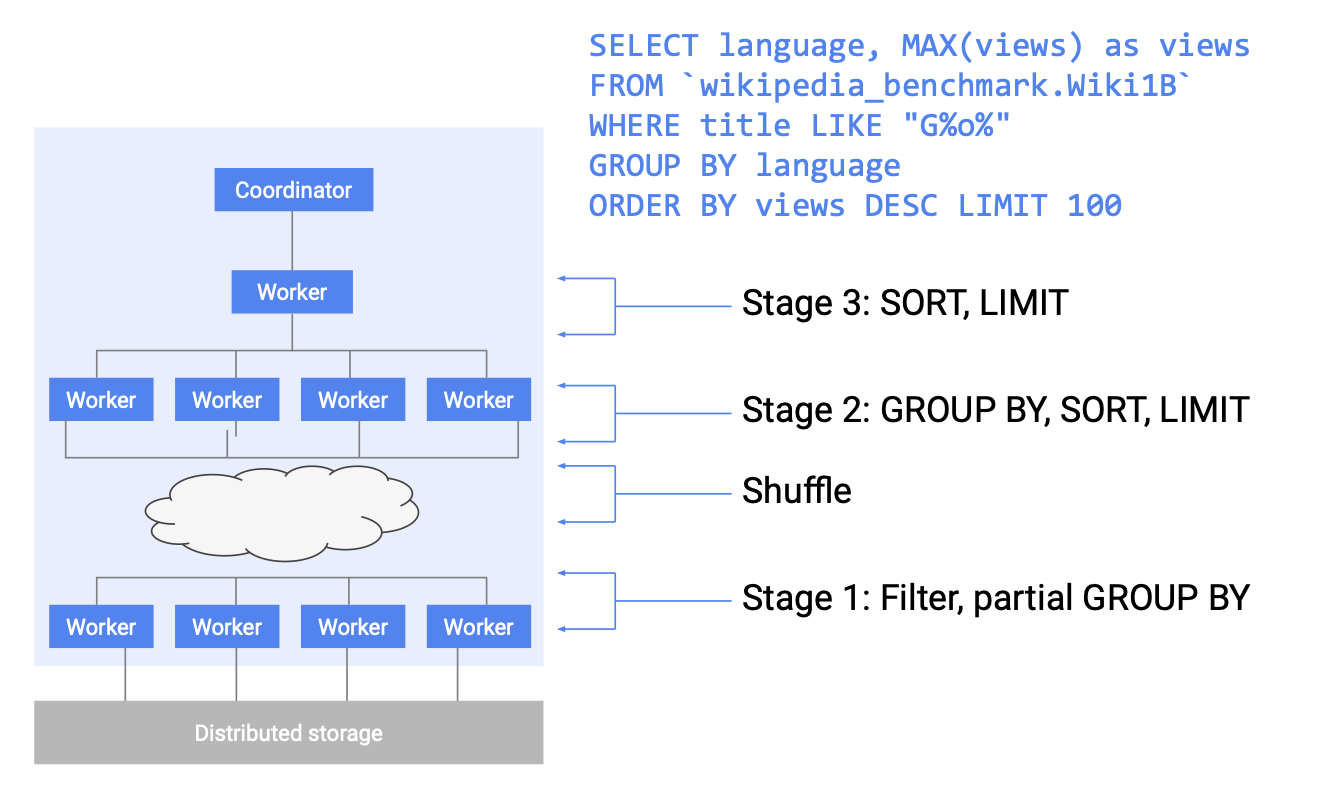 SELECT language, MAX(views) as views
FROM `wikipedia_benchmark.Wiki1B`
WHERE title LIKE "G%o%"
GROUP BY language
ORDER BY views DESC LIMIT 100
Coordinator
Worker
Stage 3: SORT, LIMIT
Worker Worker Worker Worker
Stage 2: GROUP BY, SORT, LIMIT
Shuffle
Stage 1: Filter, partial GROUP BY
Worker Worker Worker Worker
Distributed storage